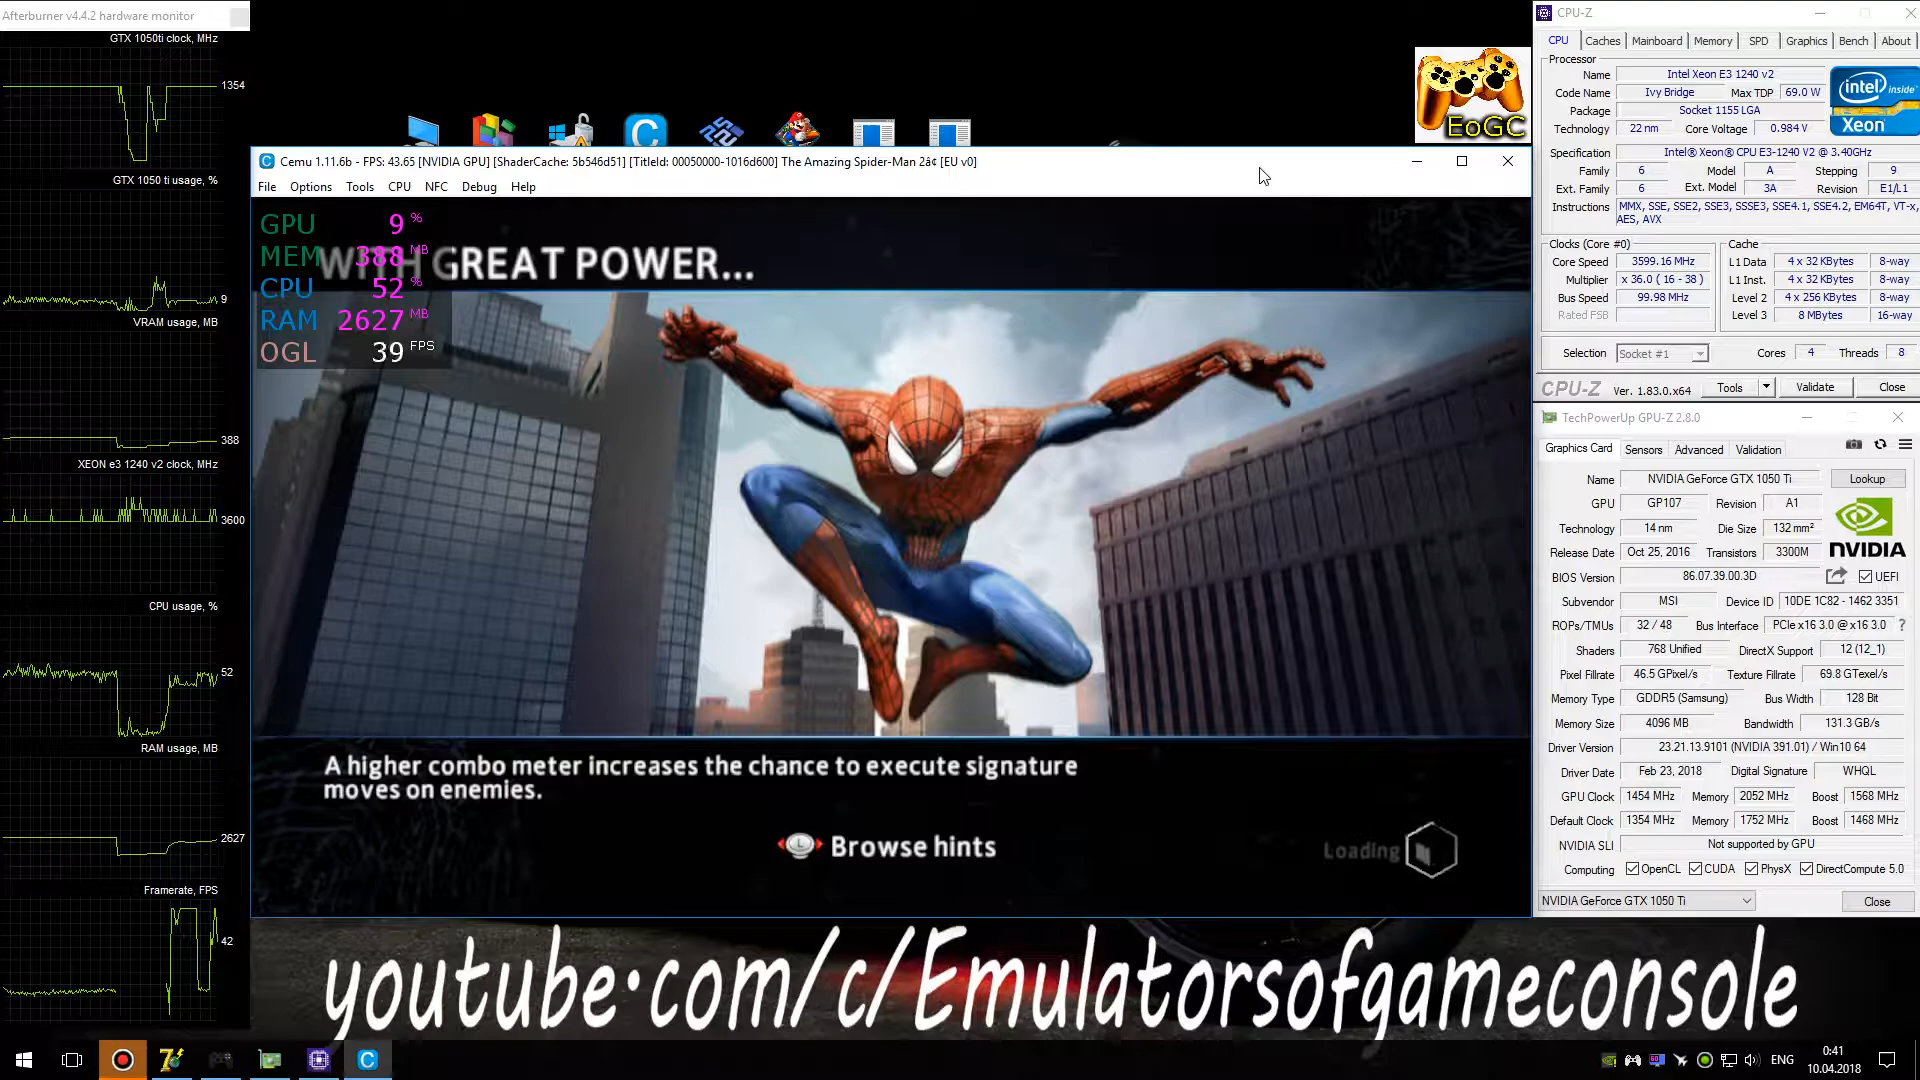 Afterburner v4.4.2 hardware monitor
GTX 1050ti clock, MHz
1354
GTX 1050 ti usage, %
9
VRAM usage, MB
388
XEON e3 1240 v2 clock, MHz
3600
CPU usage, %
52
RAM usage, MB
2627
Framerate, FPS
42
EoGC
Cemu 1.11.6b - FPS: 43.65 [NVIDIA GPU] [ShaderCache: 5b546d51] [TitleId: 00050000-1016d600] The Amazing Spider-Man 2â¢ [EU v0]
File Options Tools CPU NFC Debug Help
GPU 9 %
MEM 388 MB
CPU 52 %
RAM 2627 MB
OGL 39 FPS
WITH GREAT POWER...
A higher combo meter increases the chance to execute signature
moves on enemies.
L Browse hints
Loading
youtube.com/c/Emulatorsofgameconsole
CPU-Z
CPU Caches Mainboard Memory SPD Graphics Bench About
Processor
Name Intel Xeon E3 1240 v2
Code Name Ivy Bridge Max TDP 69.0 W
Package Socket 1155 LGA
Technology 22 nm Core Voltage 0.984 V
intel inside
Xeon
Specification Intel® Xeon® CPU E3-1240 V2 @ 3.40GHz
Family 6 Model A Stepping 9
Ext. Family 6 Ext. Model 3A Revision E1/L1
Instructions MMX, SSE, SSE2, SSE3, SSSE3, SSE4.1, SSE4.2, EM64T, VT-x,
AES, AVX
Clocks (Core #0)
Core Speed 3599.16 MHz
Multiplier x 36.0 ( 16 - 38 )
Bus Speed 99.98 MHz
Rated FSB
Cache
L1 Data 4 x 32 KBytes 8-way
L1 Inst. 4 x 32 KBytes 8-way
Level 2 4 x 256 KBytes 8-way
Level 3 8 MBytes 16-way
Selection Socket #1 Cores 4 Threads 8
CPU-Z Ver. 1.83.0.x64 Tools Validate Close
TechPowerUp GPU-Z 2.8.0
Graphics Card Sensors Advanced Validation
Name NVIDIA GeForce GTX 1050 Ti Lookup
GPU GP107 Revision A1
Technology 14 nm Die Size 132 mm²
Release Date Oct 25, 2016 Transistors 3300M
NVIDIA
BIOS Version 86.07.39.00.3D UEFI
Subvendor MSI Device ID 10DE 1C82 - 1462 3351
ROPs/TMUs 32 / 48 Bus Interface PCIe x16 3.0 @ x16 3.0 ?
Shaders 768 Unified DirectX Support 12 (12_1)
Pixel Fillrate 46.5 GPixel/s Texture Fillrate 69.8 GTexel/s
Memory Type GDDR5 (Samsung) Bus Width 128 Bit
Memory Size 4096 MB Bandwidth 131.3 GB/s
Driver Version 23.21.13.9101 (NVIDIA 391.01) / Win10 64
Driver Date Feb 23, 2018 Digital Signature WHQL
GPU Clock 1454 MHz Memory 2052 MHz Boost 1568 MHz
Default Clock 1354 MHz Memory 1752 MHz Boost 1468 MHz
NVIDIA SLI Not supported by GPU
Computing OpenCL CUDA PhysX DirectCompute 5.0
NVIDIA GeForce GTX 1050 Ti Close
ENG
0:41
10.04.2018